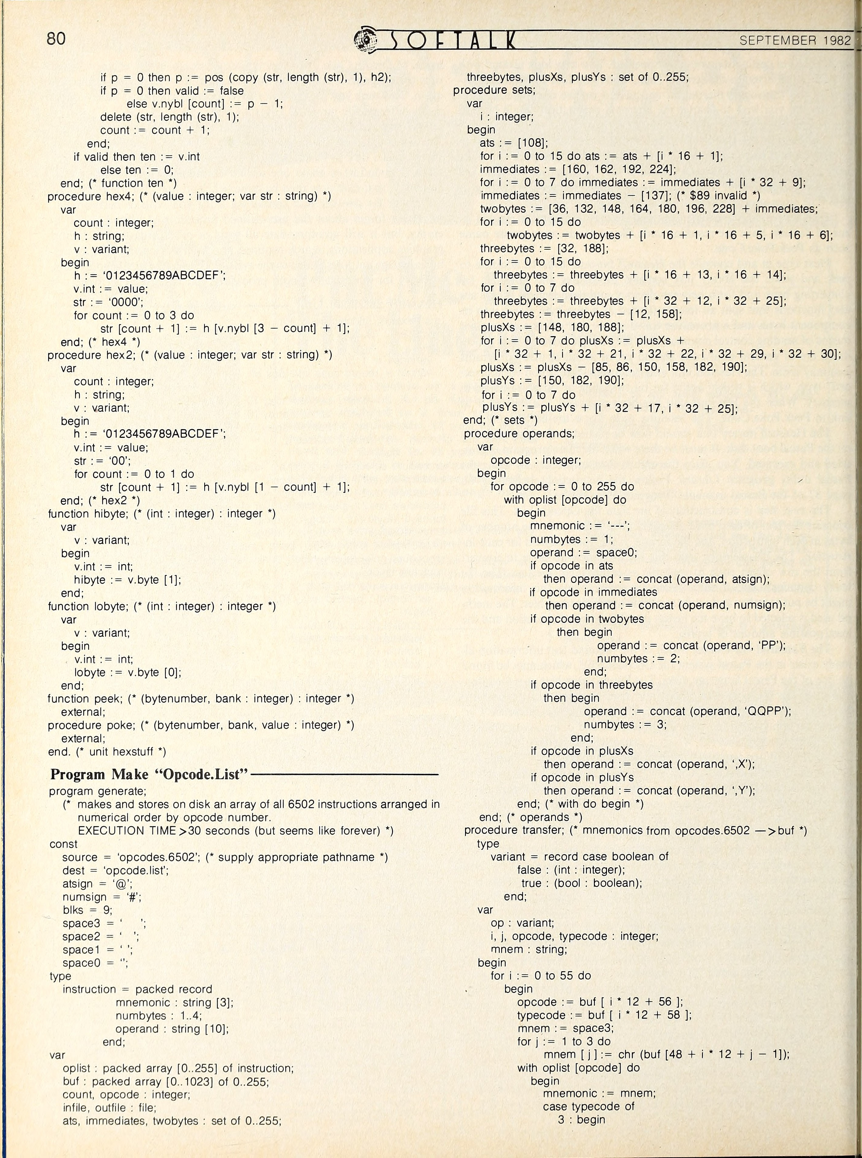 80
SOFTALK
SEPTEMBER 1982
if p = 0 then p := pos (copy (str, length (str), 1), h2);
if p = 0 then valid := false
else v.nybl [count] := p − 1;
delete (str, length (str), 1);
count := count + 1;
end;
if valid then ten := v.int
else ten := 0;
end; (* function ten *)
procedure hex4; (* (value : integer; var str : string) *)
var
count : integer;
h : string;
v : variant;
begin
h := '0123456789ABCDEF';
v.int := value;
str := '0000';
for count := 0 to 3 do
str [count + 1] := h [v.nybl [3 − count] + 1];
end; (* hex4 *)
procedure hex2; (* (value : integer; var str : string) *)
var
count : integer;
h : string;
v : variant;
begin
h := '0123456789ABCDEF';
v.int := value;
str := '00';
for count := 0 to 1 do
str [count + 1] := h [v.nybl [1 − count] + 1];
end; (* hex2 *)
function hibyte; (* (int : integer) : integer *)
var
v : variant;
begin
v.int := int;
hibyte := v.byte [1];
end;
function lobyte; (* (int : integer) : integer *)
var
v : variant;
begin
v.int := int;
lobyte := v.byte [0];
end;
function peek; (* (bytenumber, bank : integer) : integer *)
external;
procedure poke; (* (bytenumber, bank, value : integer) *)
external;
end. (* unit hexstuff *)
Program Make "Opcode.List"
program generate;
(* makes and stores on disk an array of all 6502 instructions arranged in
numerical order by opcode number.
EXECUTION TIME >30 seconds (but seems like forever) *)
const
source = 'opcodes.6502'; (* supply appropriate pathname *)
dest = 'opcode.list';
atsign = '@';
numsign = '#';
blks = 9;
space3 = '   ';
space2 = '  ';
space1 = ' ';
space0 = '';
type
instruction = packed record
mnemonic : string [3];
numbytes : 1..4;
operand : string [10];
end;
var
oplist : packed array [0..255] of instruction;
buf : packed array [0..1023] of 0..255;
count, opcode : integer;
infile, outfile : file;
ats, immediates, twobytes : set of 0..255;
threebytes, plusXs, plusYs : set of 0..255;
procedure sets;
var
i : integer;
begin
ats := [108];
for i := 0 to 15 do ats := ats + [i * 16 + 1];
immediates := [160, 162, 192, 224];
for i := 0 to 7 do immediates := immediates + [i * 32 + 9];
immediates := immediates − [137]; (* $89 invalid *)
twobytes := [36, 132, 148, 164, 180, 196, 228] + immediates;
for i := 0 to 15 do
twobytes := twobytes + [i * 16 + 1, i * 16 + 5, i * 16 + 6];
threebytes := [32, 188];
for i := 0 to 15 do
threebytes := threebytes + [i * 16 + 13, i * 16 + 14];
for i := 0 to 7 do
threebytes := threebytes + [i * 32 + 12, i * 32 + 25];
threebytes := threebytes − [12, 158];
plusXs := [148, 180, 188];
for i := 0 to 7 do plusXs := plusXs +
[i * 32 + 1, i * 32 + 21, i * 32 + 22, i * 32 + 29, i * 32 + 30];
plusXs := plusXs − [85, 86, 150, 158, 182, 190];
plusYs := [150, 182, 190];
for i := 0 to 7 do
plusYs := plusYs + [i * 32 + 17, i * 32 + 25];
end; (* sets *)
procedure operands;
var
opcode : integer;
begin
for opcode := 0 to 255 do
with oplist [opcode] do
begin
mnemonic := '---';
numbytes := 1;
operand := space0;
if opcode in ats
then operand := concat (operand, atsign);
if opcode in immediates
then operand := concat (operand, numsign);
if opcode in twobytes
then begin
operand := concat (operand, 'PP');
numbytes := 2;
end;
if opcode in threebytes
then begin
operand := concat (operand, 'QQPP');
numbytes := 3;
end;
if opcode in plusXs
then operand := concat (operand, ',X');
if opcode in plusYs
then operand := concat (operand, ',Y');
end; (* with do begin *)
end; (* operands *)
procedure transfer; (* mnemonics from opcodes.6502 —>buf *)
type
variant = record case boolean of
false : (int : integer);
true : (bool : boolean);
end;
var
op : variant;
i, j, opcode, typecode : integer;
mnem : string;
begin
for i := 0 to 55 do
begin
opcode := buf [ i * 12 + 56 ];
typecode := buf [ i * 12 + 58 ];
mnem := space3;
for j := 1 to 3 do
mnem [ j ] := chr (buf [48 + i * 12 + j − 1]);
with oplist [opcode] do
begin
mnemonic := mnem;
case typecode of
3 : begin